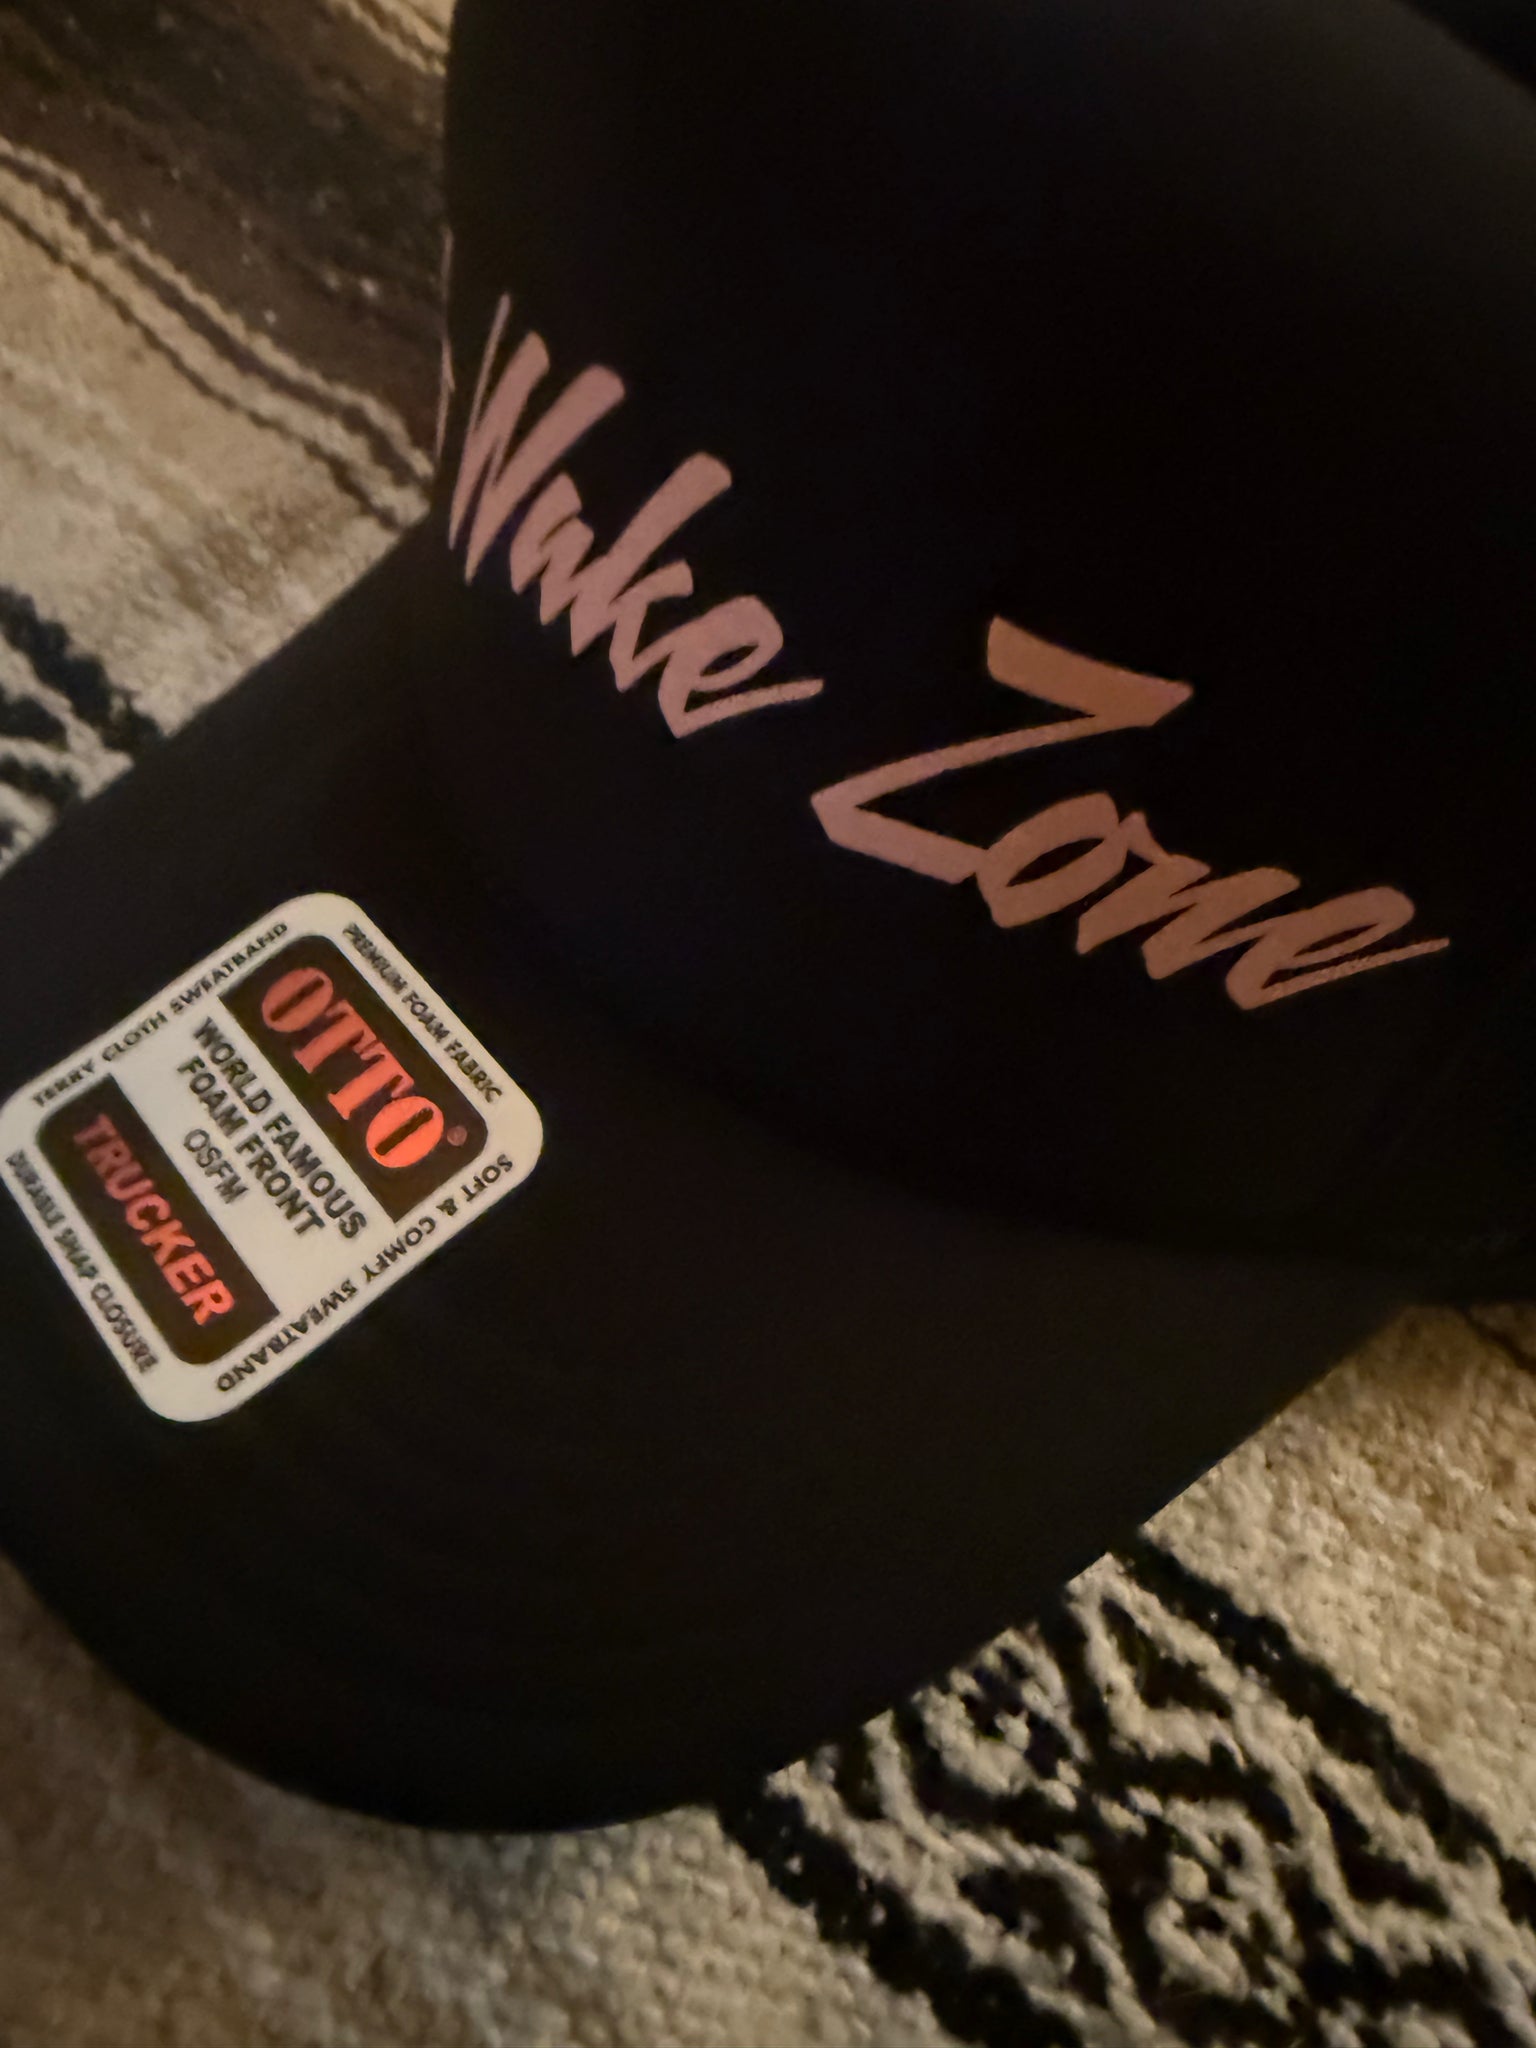 Nuke Zone
PREMIUM FOAM FABRIC
TERRY CLOTH SWEATBAND
OTTO®
WORLD FAMOUS
FOAM FRONT
OSFM
TRUCKER
SOFT & COMFY SWEATBAND
DURABLE SNAP CLOSURE